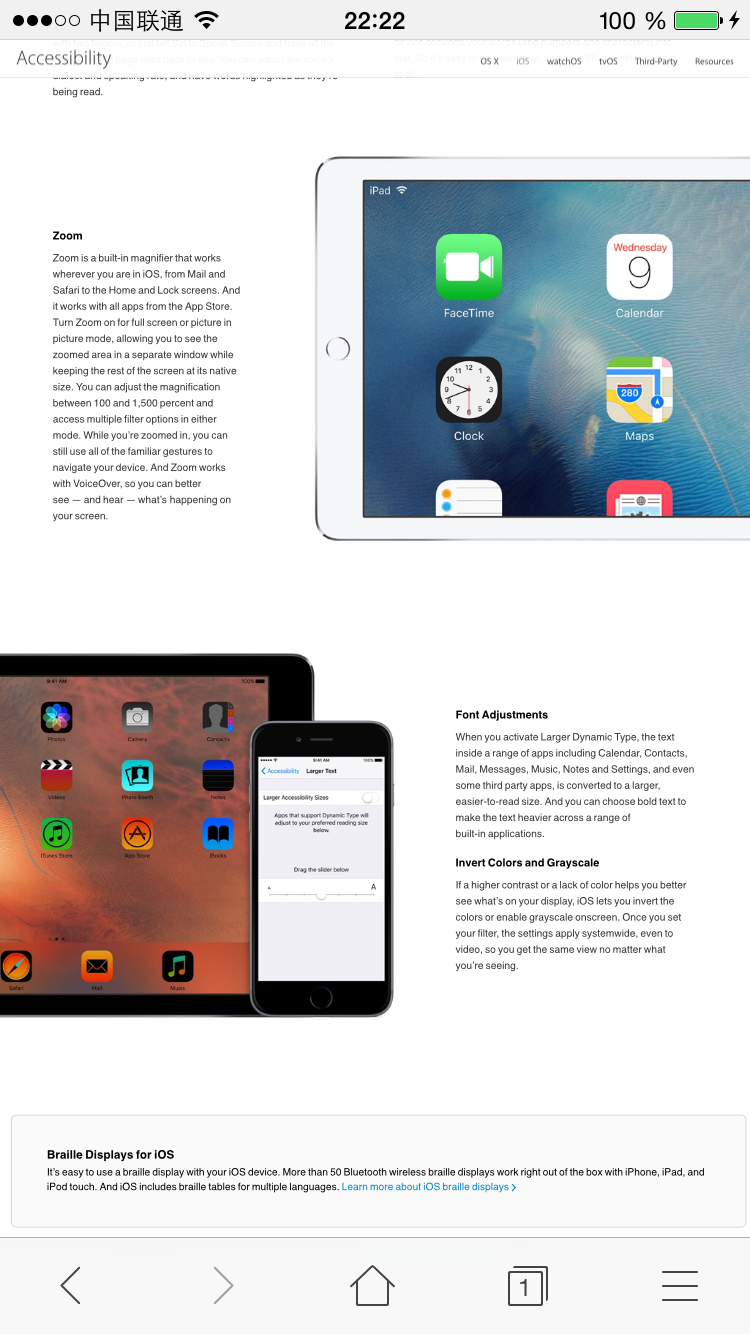 中国联通
22:22
100 %
Accessibility
OS X
iOS
watchOS
tvOS
Third-Party
Resources
dialect and speaking rate, and have words highlighted as they're
being read.
iPad
Zoom
Zoom is a built-in magnifier that works
wherever you are in iOS, from Mail and
Safari to the Home and Lock screens. And
it works with all apps from the App Store.
Turn Zoom on for full screen or picture in
picture mode, allowing you to see the
zoomed area in a separate window while
keeping the rest of the screen at its native
size. You can adjust the magnification
between 100 and 1,500 percent and
access multiple filter options in either
mode. While you're zoomed in, you can
still use all of the familiar gestures to
navigate your device. And Zoom works
with VoiceOver, so you can better
see — and hear — what's happening on
your screen.
Wednesday
9
FaceTime
Calendar
12
1
2
3
4
5
6
7
8
9
10
11
280
Clock
Maps
9:41 AM
100%
Photos
Camera
Contacts
Videos
Photo Booth
Notes
iTunes Store
App Store
iBooks
Safari
Mail
Music
9:41 AM
100%
Accessibility
Larger Text
Larger Accessibility Sizes
Apps that support Dynamic Type will
adjust to your preferred reading size
below.
Drag the slider below
A
A
Font Adjustments
When you activate Larger Dynamic Type, the text
inside a range of apps including Calendar, Contacts,
Mail, Messages, Music, Notes and Settings, and even
some third party apps, is converted to a larger,
easier-to-read size. And you can choose bold text to
make the text heavier across a range of
built-in applications.
Invert Colors and Grayscale
If a higher contrast or a lack of color helps you better
see what's on your display, iOS lets you invert the
colors or enable grayscale onscreen. Once you set
your filter, the settings apply systemwide, even to
video, so you get the same view no matter what
you're seeing.
Braille Displays for iOS
It's easy to use a braille display with your iOS device. More than 50 Bluetooth wireless braille displays work right out of the box with iPhone, iPad, and
iPod touch. And iOS includes braille tables for multiple languages. Learn more about iOS braille displays
1